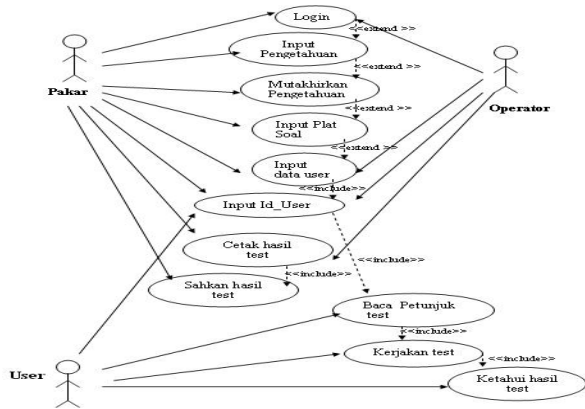 Login
<<extend >>
Input
Pengetahuan
<<extend >>
Pakar
Mutakhirkan
Pengetahuan
Operator
<<extend >>
Input Plat
Soal
<<extend >>
Input
data user
<<include>>
Input Id_User
Cetak hasil
test
<<include>>
<<include>>
Sahkan hasil
test
Baca Petunjuk
test
<<include>>
Kerjakan test
<<include>>
User
Ketahui hasil
test